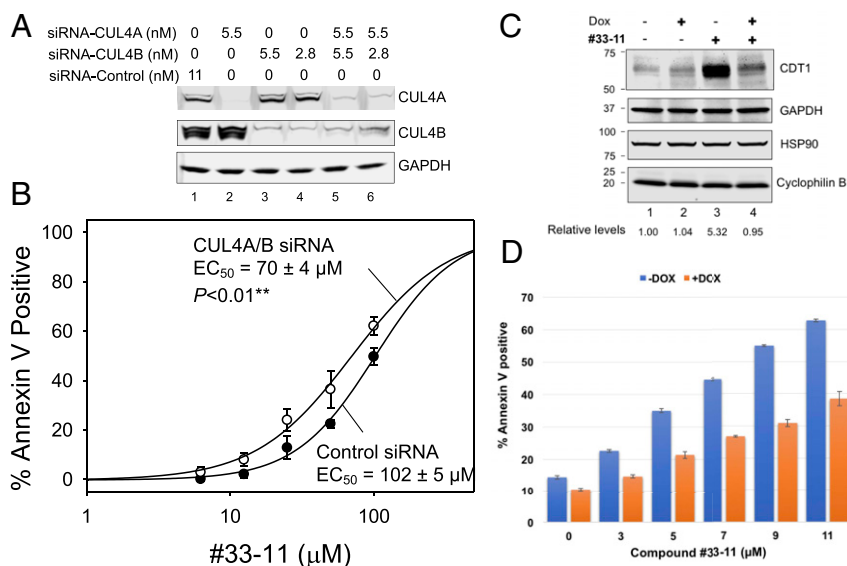 A
siRNA-CUL4A (nM) 0 5.5 0 0 5.5 5.5
siRNA-CUL4B (nM) 0 0 5.5 2.8 5.5 2.8
siRNA-Control (nM) 11 0 0 0 0 0
CUL4A
CUL4B
GAPDH
1 2 3 4 5 6
B
100
80
60
40
20
0
% Annexin V Positive
CUL4A/B siRNA
EC50 = 70 ± 4 µM
P<0.01**
Control siRNA
EC50 = 102 ± 5 µM
1 10 100
#33-11 (µM)
C
Dox - + - +
#33-11 - - + +
75
50
CDT1
37
GAPDH
100
75
HSP90
25
20
Cyclophilin B
1 2 3 4
Relative levels 1.00 1.04 5.32 0.95
D
-DOX +DOX
70
60
50
40
30
20
10
0
% Annexin V positive
0 3 5 7 9 11
Compound #33-11 (µM)